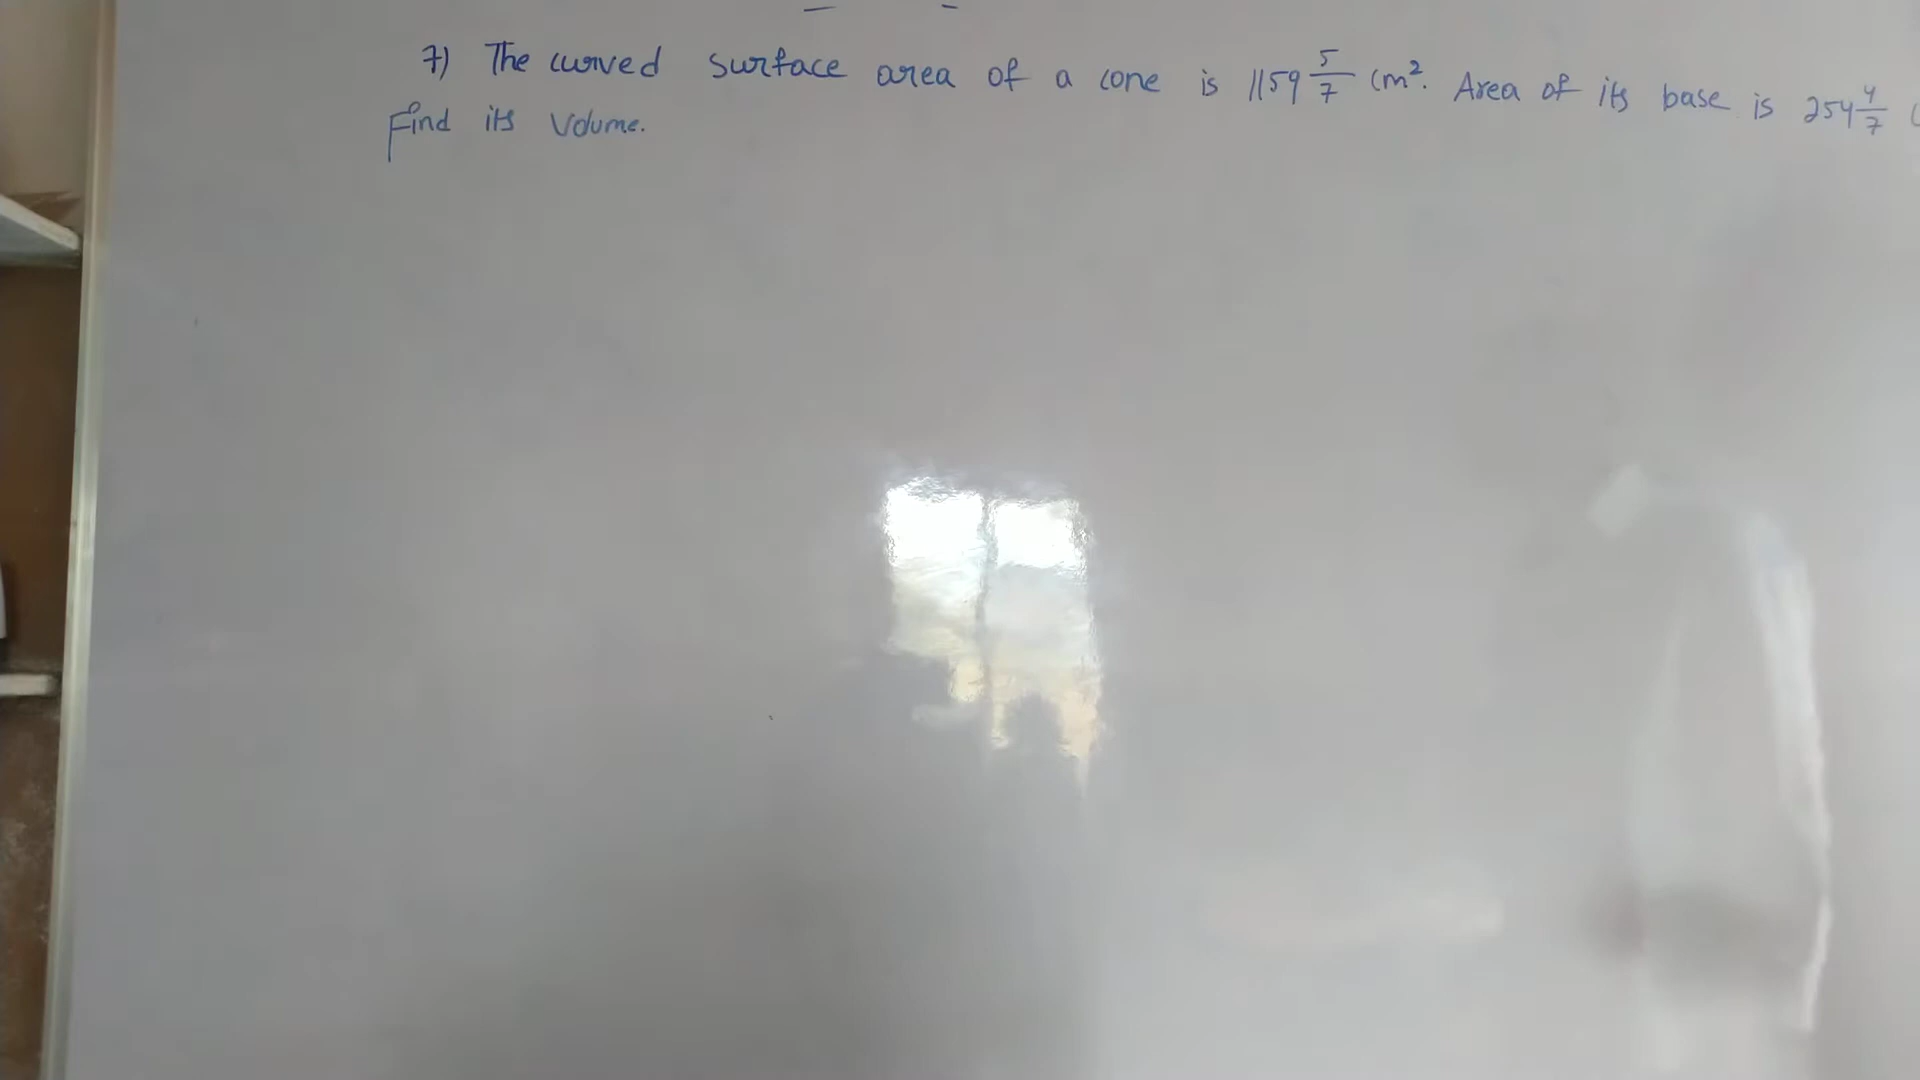 7) The curved surface area of a cone is 1159 5/7 cm². Area of its base is 254 4/7
Find its Volume.